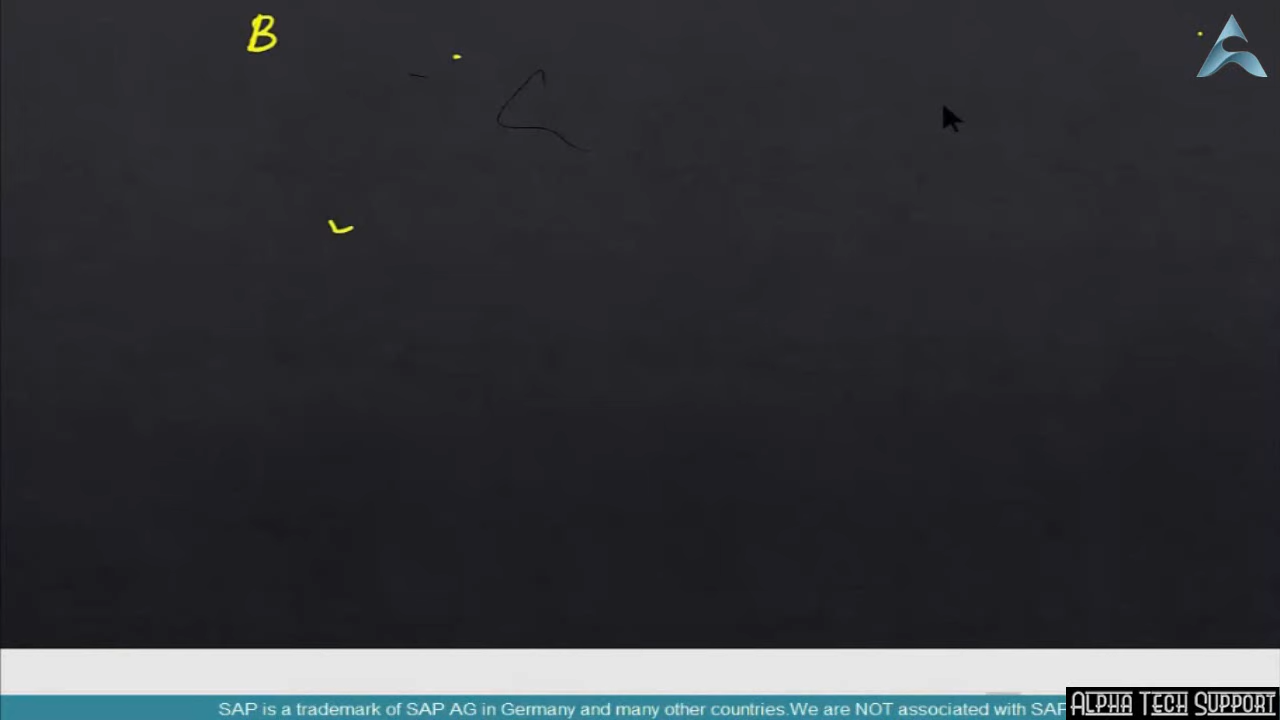 B
SAP is a trademark of SAP AG in Germany and many other countries.We are NOT associated with SAP
ALPHA TECH SUPPORT